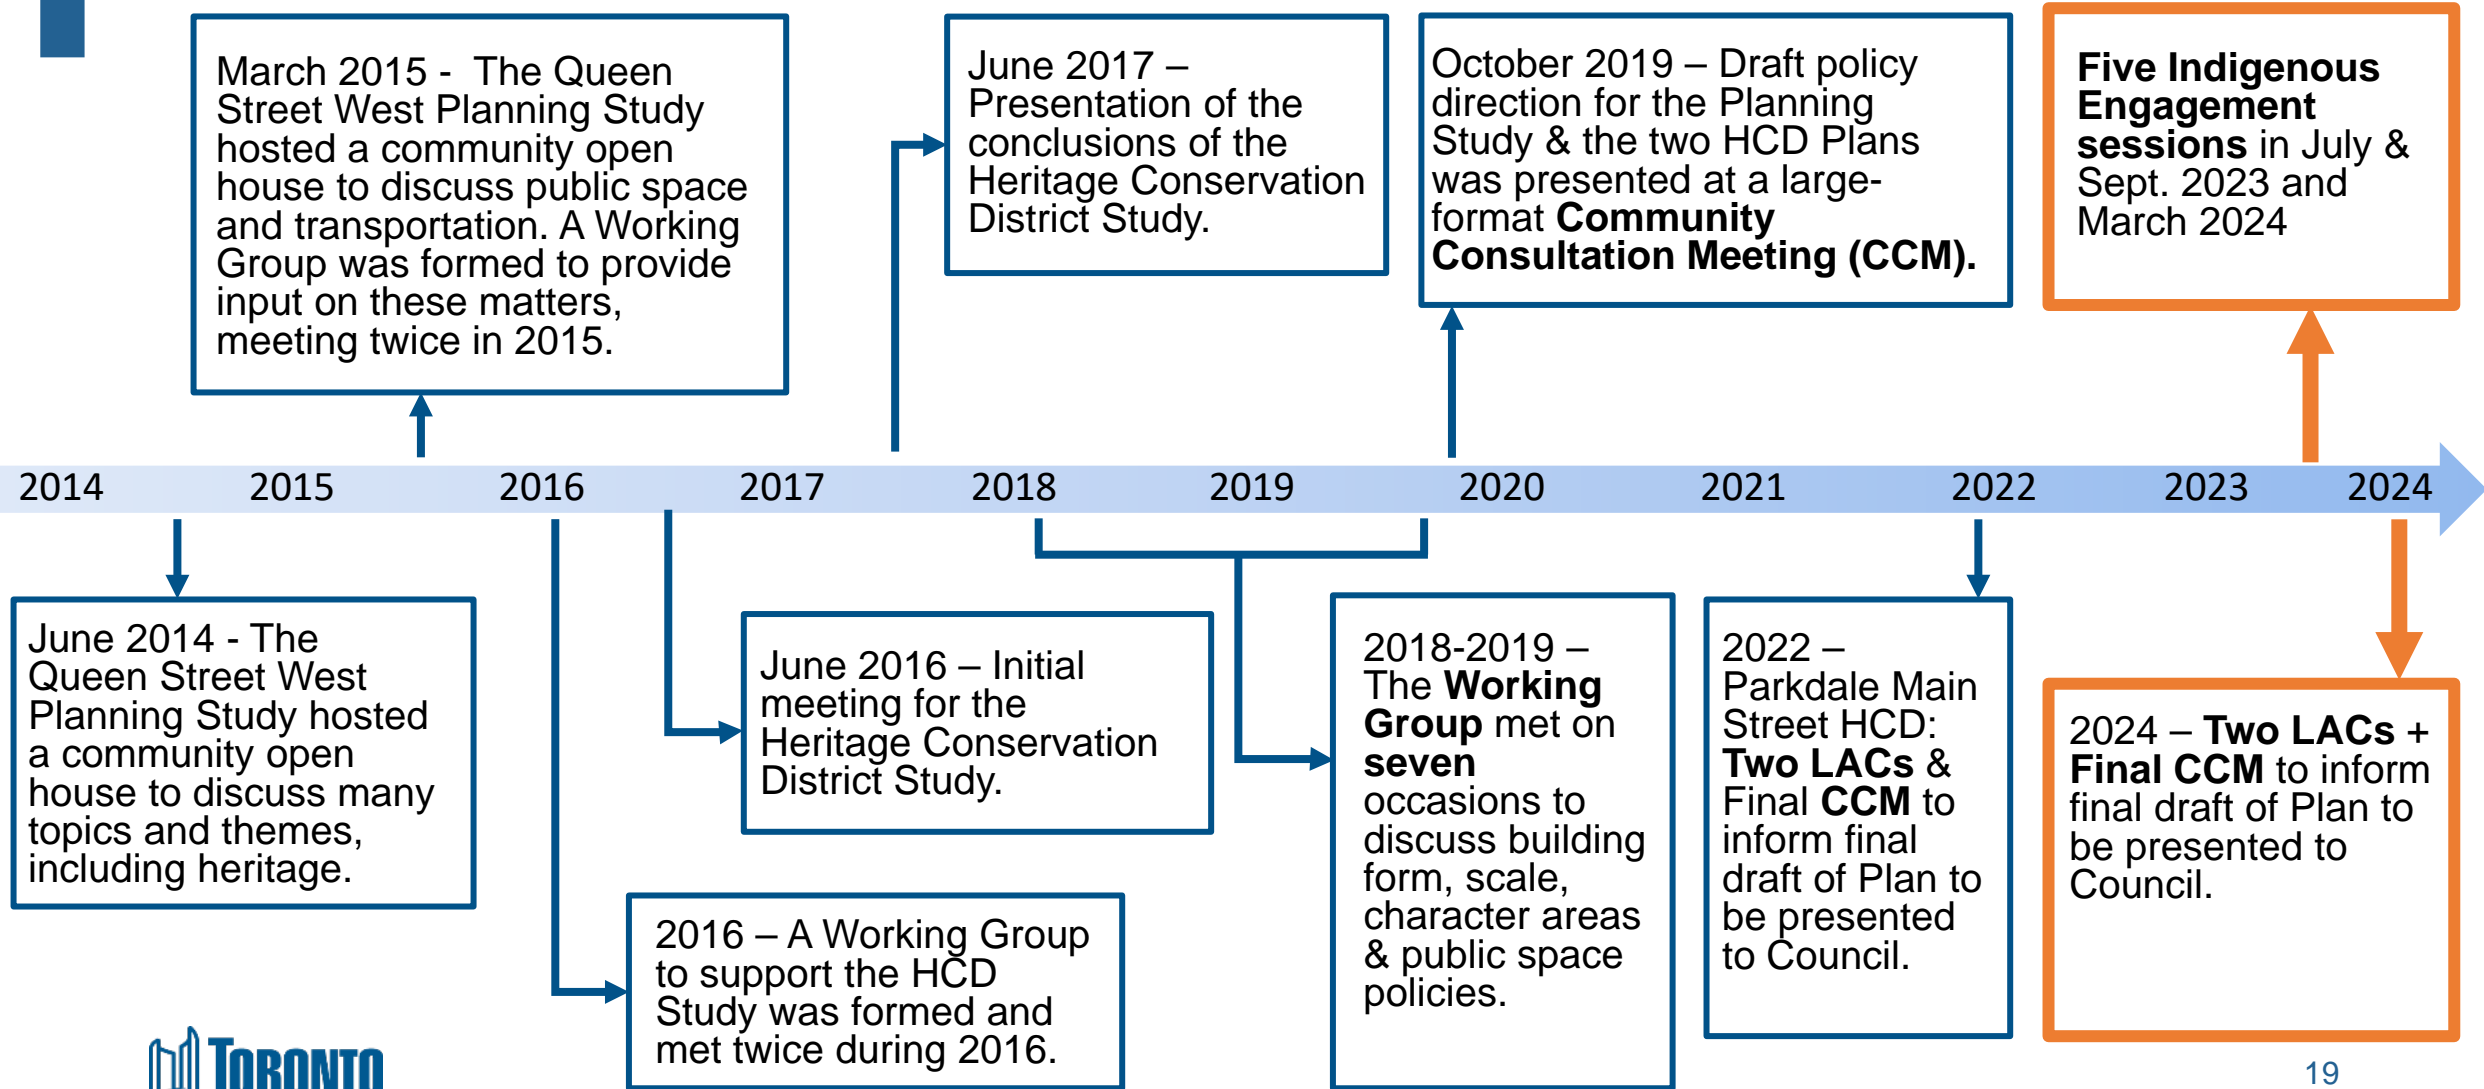 March 2015 - The Queen
Street West Planning Study
hosted a community open
house to discuss public space
and transportation. A Working
Group was formed to provide
input on these matters,
meeting twice in 2015.
June 2017 –
Presentation of the
conclusions of the
Heritage Conservation
District Study.
October 2019 – Draft policy
direction for the Planning
Study & the two HCD Plans
was presented at a large-
format Community
Consultation Meeting (CCM).
Five Indigenous
Engagement
sessions in July &
Sept. 2023 and
March 2024
2014 2015 2016 2017 2018 2019 2020 2021 2022 2023 2024
June 2014 - The
Queen Street West
Planning Study hosted
a community open
house to discuss many
topics and themes,
including heritage.
2016 – A Working Group
to support the HCD
Study was formed and
met twice during 2016.
June 2016 – Initial
meeting for the
Heritage Conservation
District Study.
2018-2019 –
The Working
Group met on
seven
occasions to
discuss building
form, scale,
character areas
& public space
policies.
2022 –
Parkdale Main
Street HCD:
Two LACs &
Final CCM to
inform final
draft of Plan to
be presented
to Council.
2024 – Two LACs +
Final CCM to inform
final draft of Plan to
be presented to
Council.
TORONTO
19